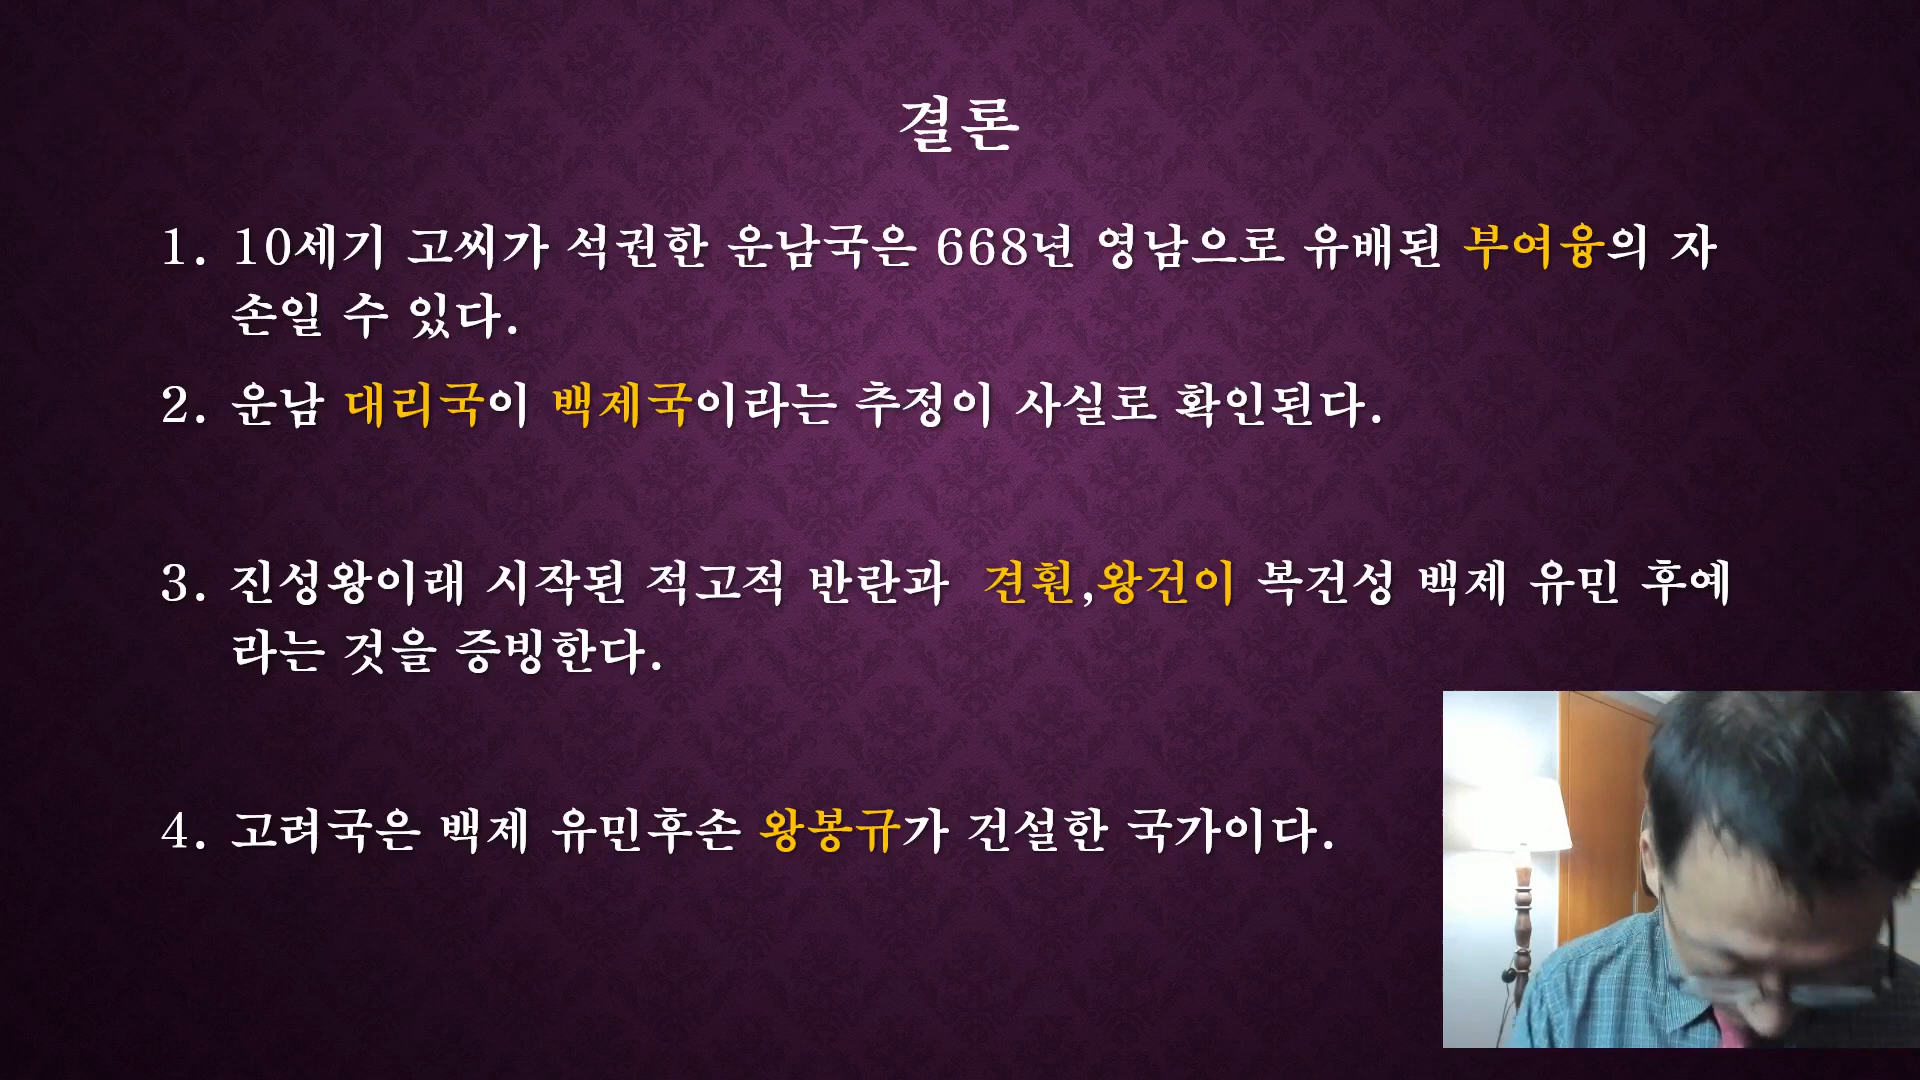 결론
1. 10세기 고씨가 석권한 운남국은 668년 영남으로 유배된 부여융의 자
손일 수 있다.
2. 운남 대리국이 백제국이라는 추정이 사실로 확인된다.
3. 진성왕이래 시작된 적고적 반란과 견훤,왕건이 복건성 백제 유민 후예
라는 것을 증빙한다.
4. 고려국은 백제 유민후손 왕봉규가 건설한 국가이다.